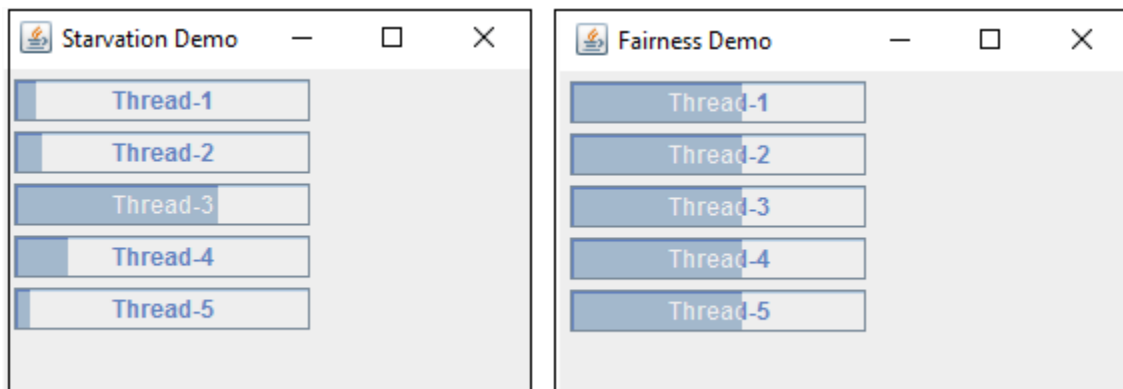 Starvation Demo
Thread-1
Thread-2
Thread-3
Thread-4
Thread-5
Fairness Demo
Thread-1
Thread-2
Thread-3
Thread-4
Thread-5